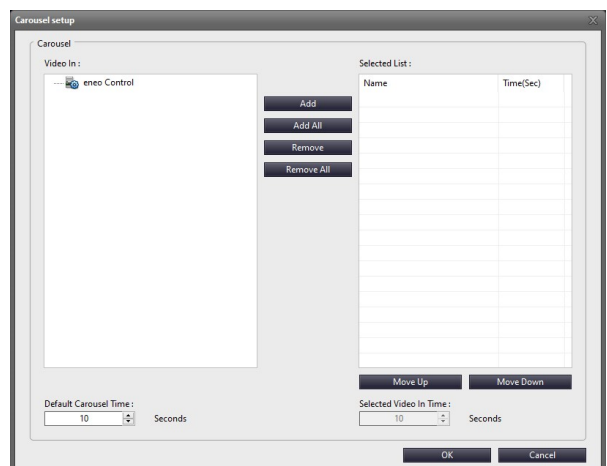 Carousel setup
Carousel
Video In :
Selected List :
eneo Control
Name Time(Sec)
Add
Add All
Remove
Remove All
Move Up Move Down
Default Carousel Time :
10 Seconds
Selected Video In Time :
10 Seconds
OK Cancel